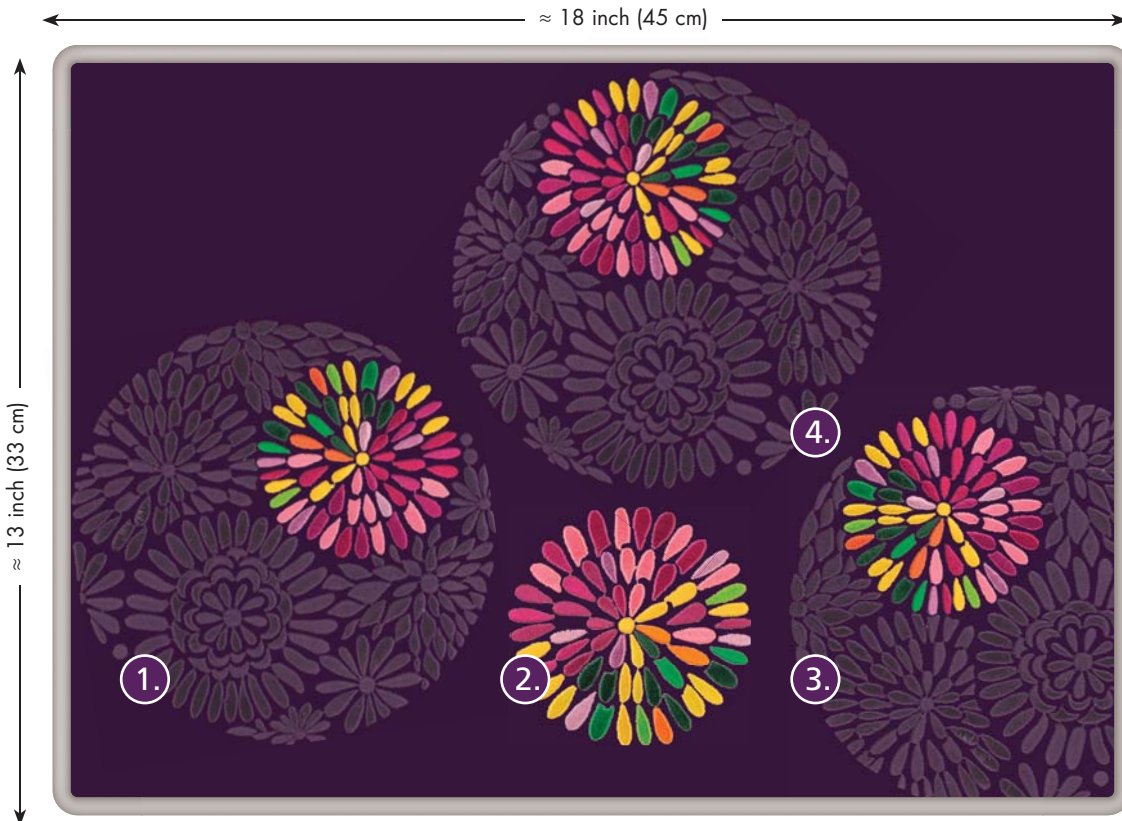 ≈ 18 inch (45 cm)
≈ 13 inch (33 cm)
4.
1.
2.
3.